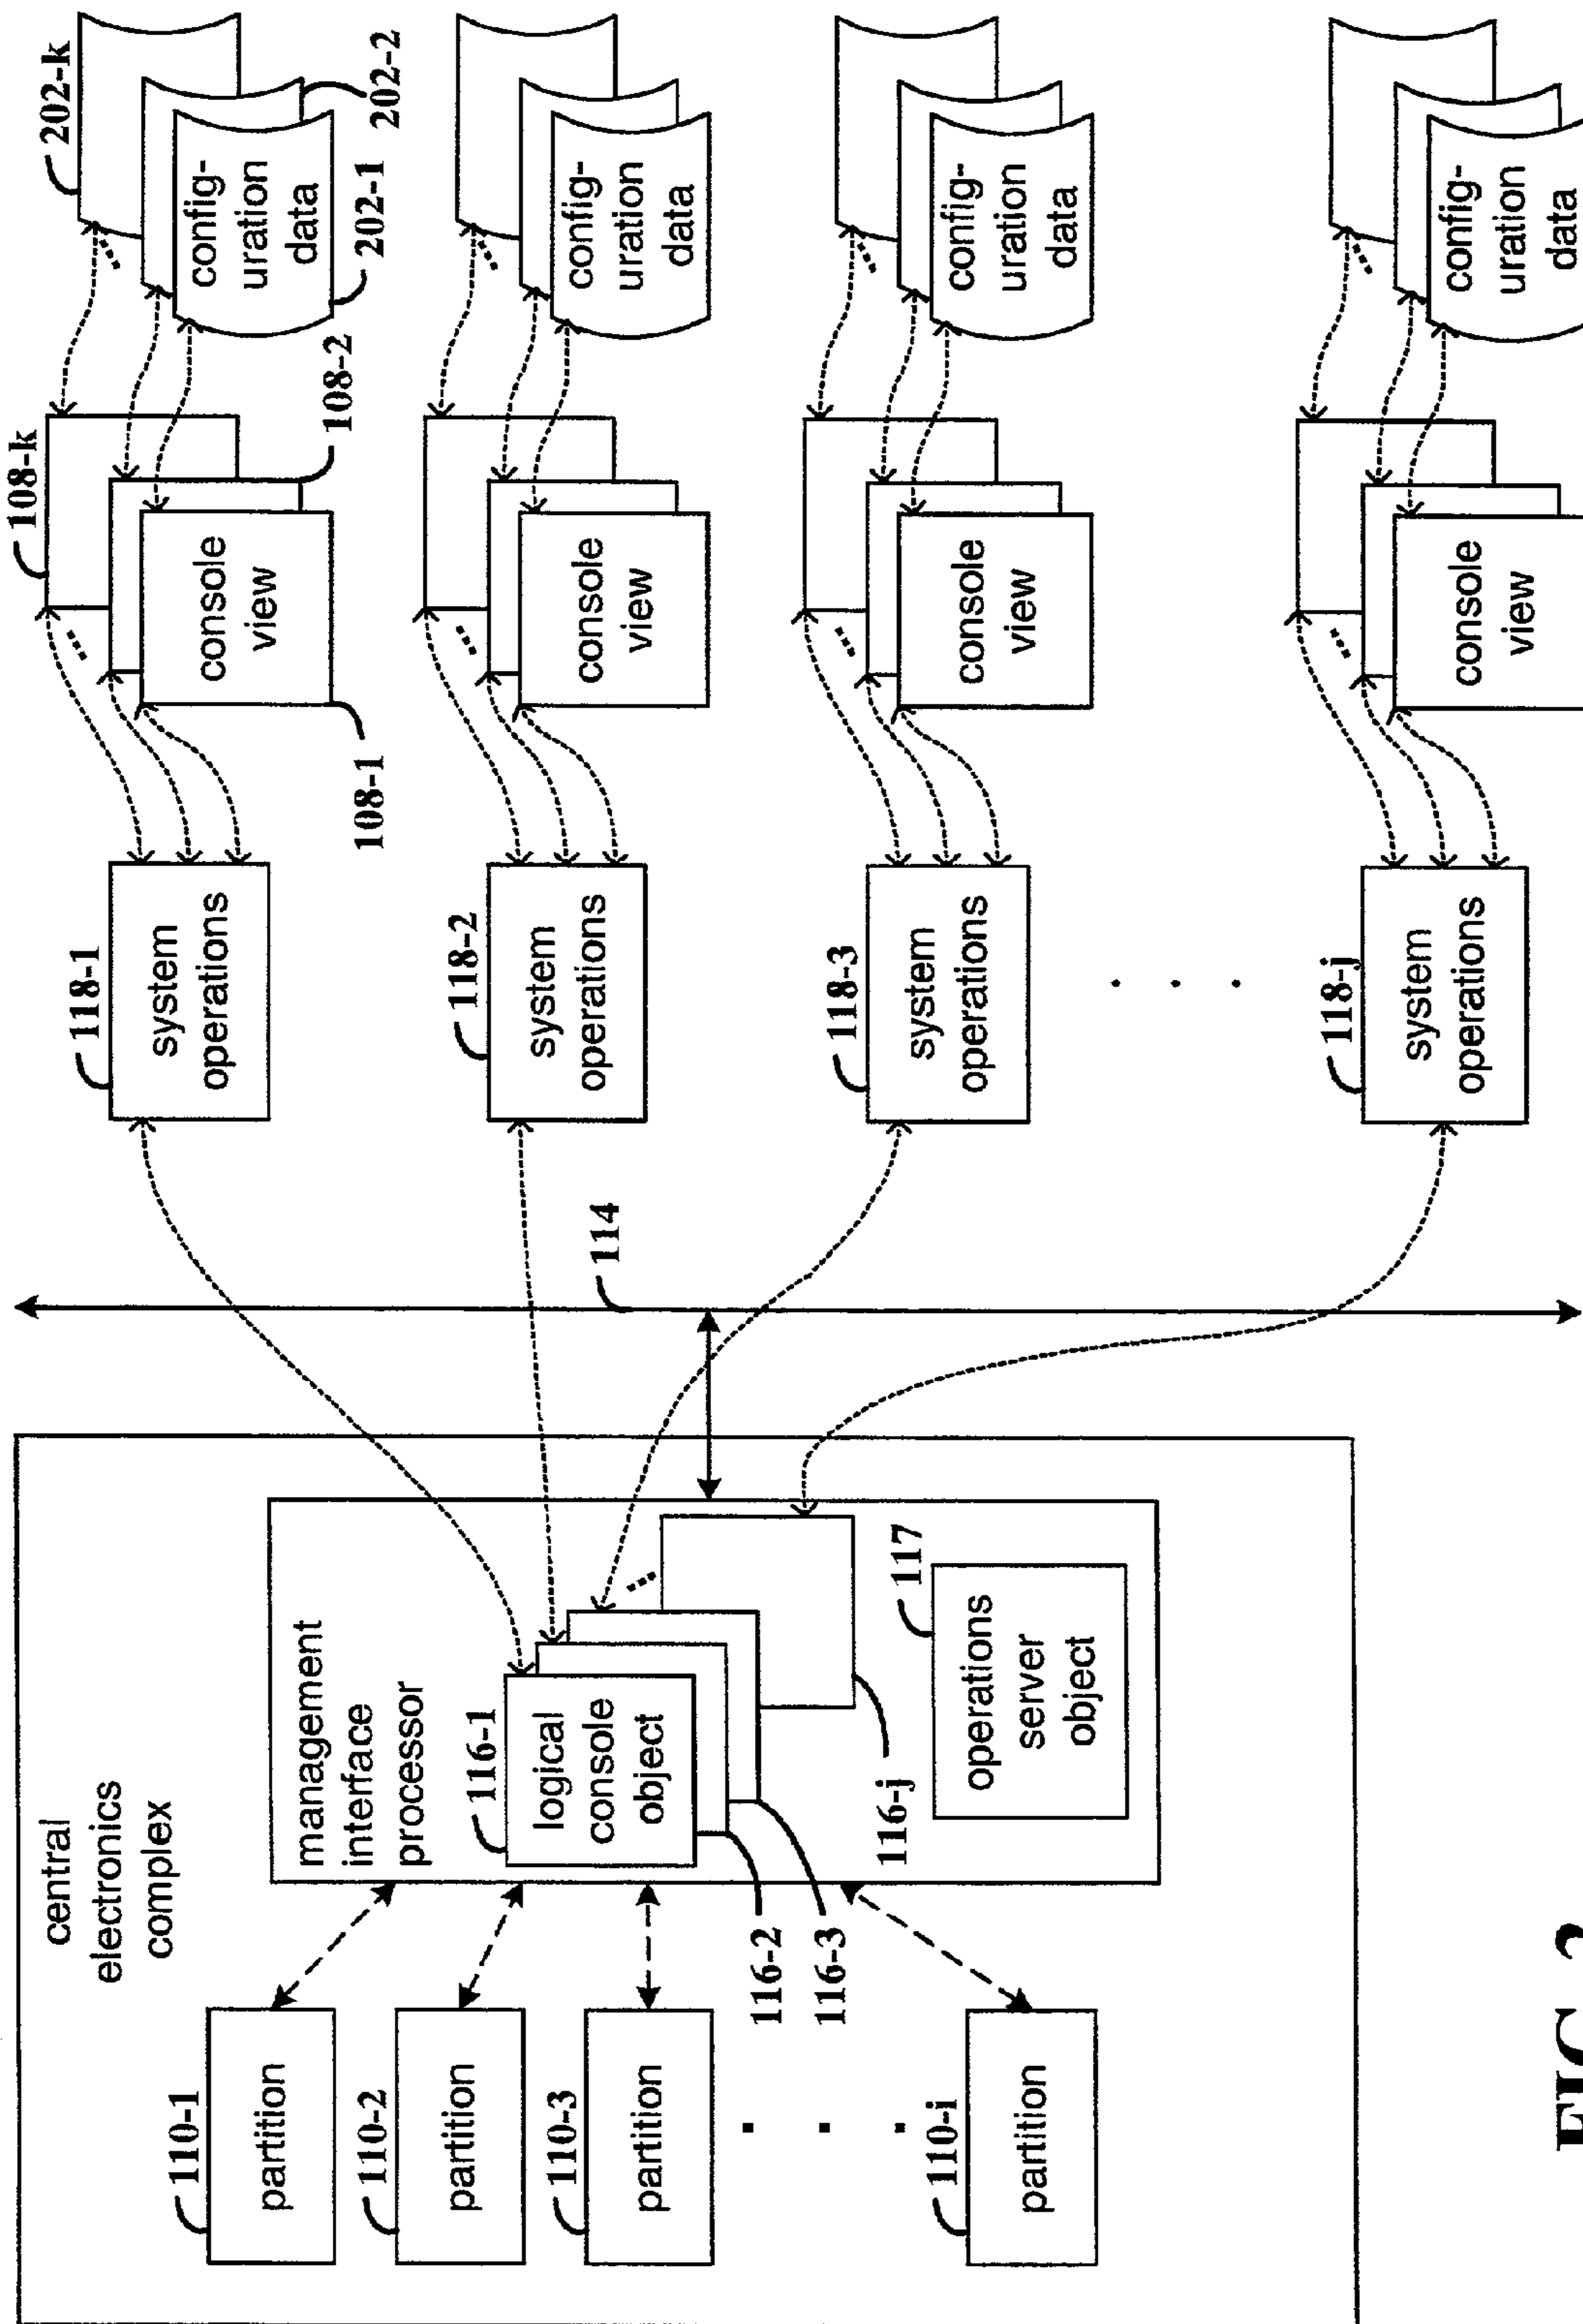 central
electronics
complex
110-1
partition
110-2
partition
110-3
partition
110-i
partition
management
interface
processor
116-1
logical
console
object
116-2
116-3
116-j
117
operations
server
object
114
118-1
system
operations
108-k
108-2
108-1
console
view
202-k
202-2
202-1
config-
uration
data
118-2
system
operations
console
view
config-
uration
data
118-3
system
operations
console
view
config-
uration
data
118-j
system
operations
console
view
config-
uration
data
FIG. 2